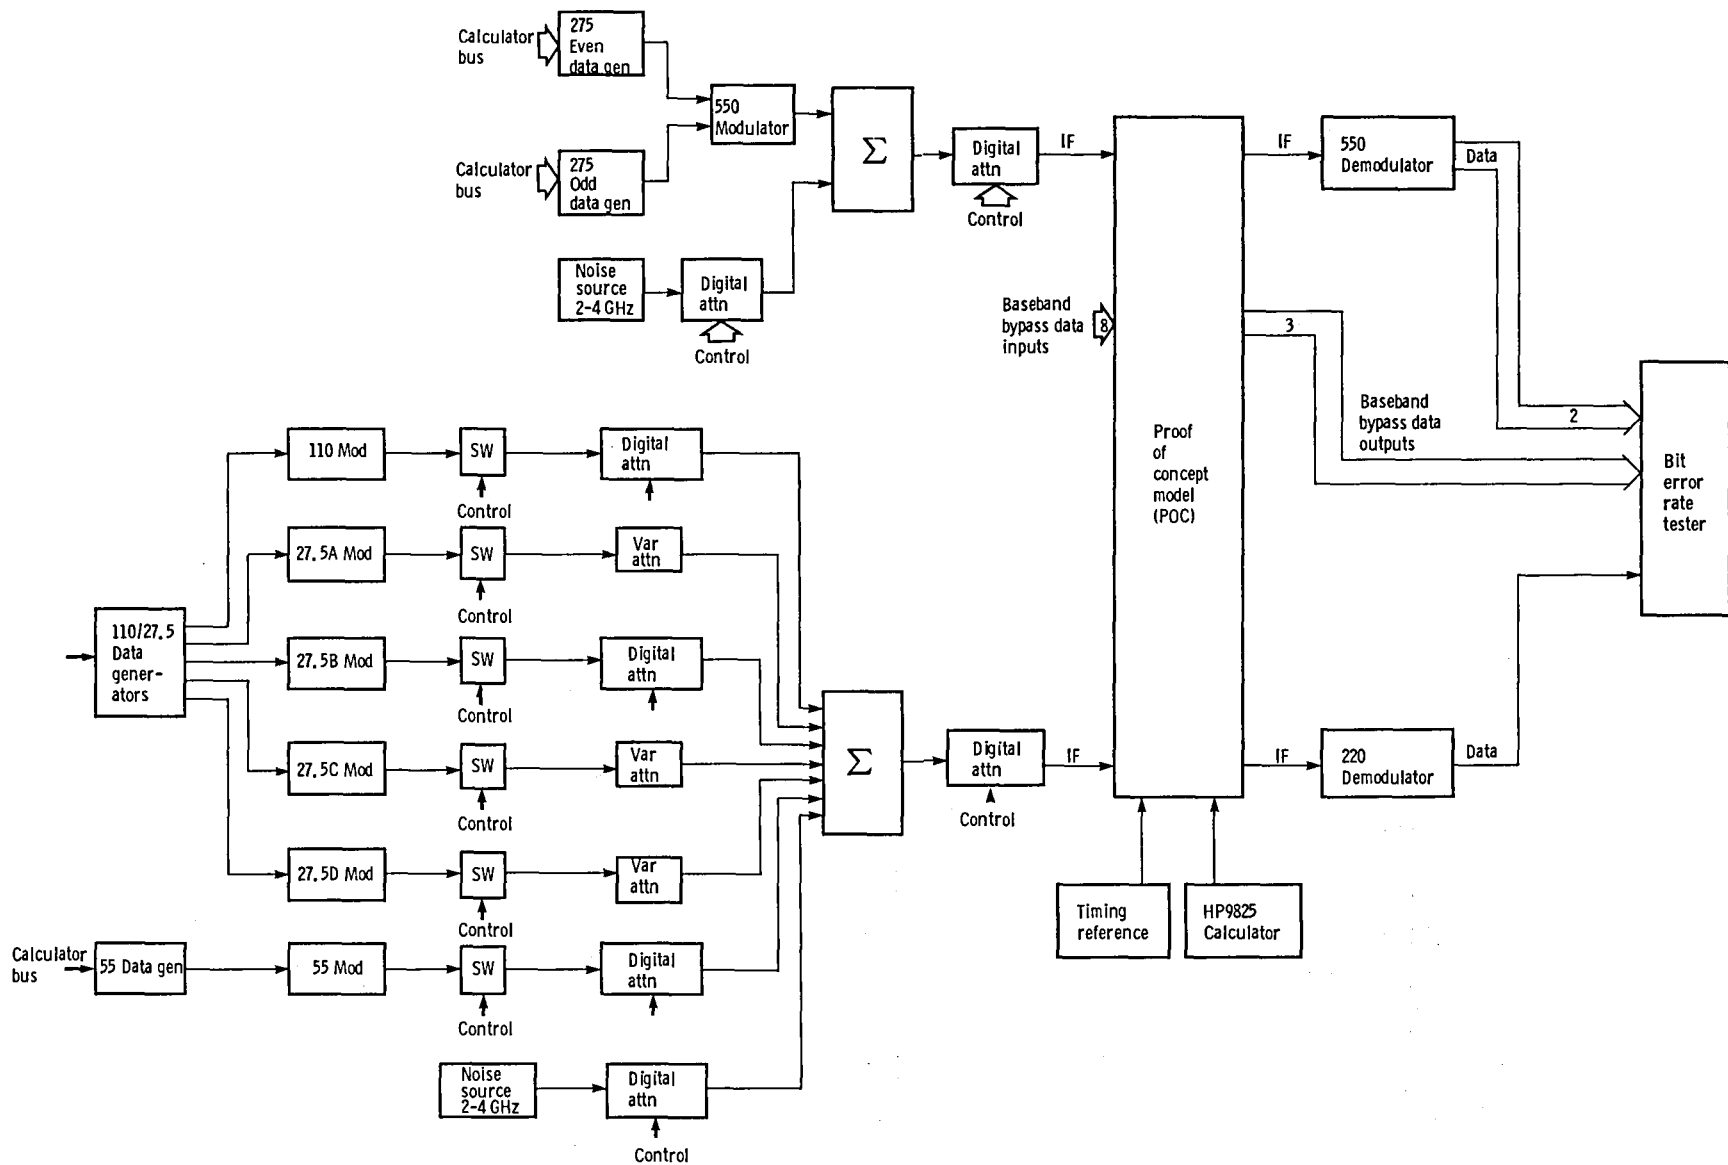 Calculator
bus
275
Even
data gen
550
Modulator
Calculator
bus
275
Odd
data gen
Σ
Digital
attn
Control
IF
Noise
source
2-4 GHz
Digital
attn
Control
Baseband
bypass data
inputs
8
Proof
of
concept
model
(POC)
IF
550
Demodulator
Data
3
2
Baseband
bypass data
outputs
Bit
error
rate
tester
110/27.5
Data
gener-
ators
110 Mod
SW
Control
Digital
attn
27.5A Mod
SW
Control
Var
attn
27.5B Mod
SW
Control
Digital
attn
27.5C Mod
SW
Control
Var
attn
27.5D Mod
SW
Control
Var
attn
Calculator
bus
55 Data gen
55 Mod
SW
Control
Digital
attn
Noise
source
2-4 GHz
Digital
attn
Control
Σ
Digital
attn
Control
IF
IF
220
Demodulator
Data
Timing
reference
HP9825
Calculator